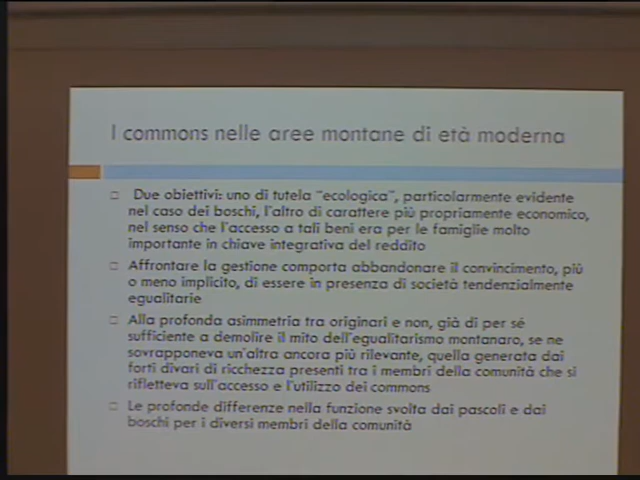 I commons nelle aree montane di età moderna
Due obiettivi: uno di tutela "ecologica", particolarmente evidente
nel caso dei boschi, l'altro di carattere più propriamente economico,
nel senso che l'accesso a tali beni era per le famiglie molto
importante in chiave integrativa del reddito
Affrontare la gestione comporta abbandonare il convincimento, più
o meno implicito, di essere in presenza di società tendenzialmente
egualitarie
Alla profonda asimmetria tra originari e non, già di per sé
sufficiente a demolire il mito dell'egualitarismo montanaro, se ne
sovrapponeva un'altra ancora più rilevante, quella generata dai
forti divari di ricchezza presenti tra i membri della comunità che si
rifletteva sull'accesso e l'utilizzo dei commons
Le profonde differenze nella funzione svolta dai pascoli e dai
boschi per i diversi membri della comunità